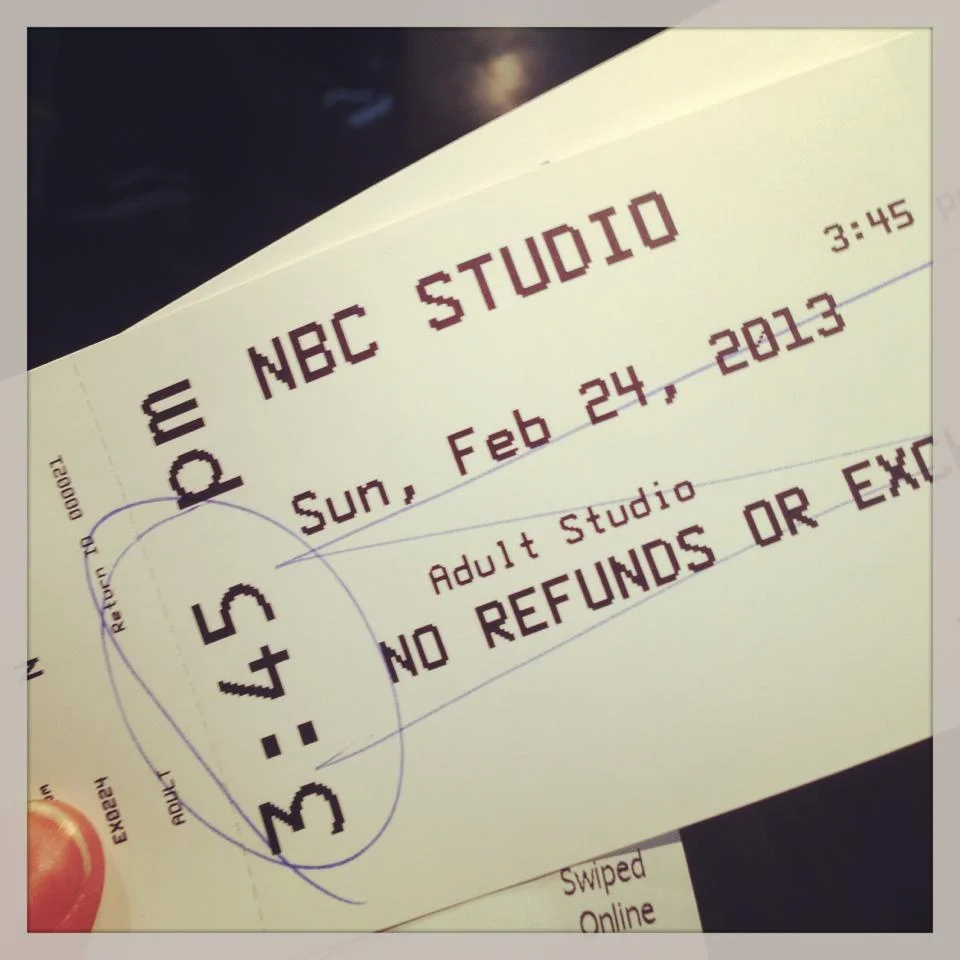 NBC STUDIO
3:45
Sun, Feb 24, 2013
Adult Studio
NO REFUNDS OR EXC
3:45 pm
Return ID 000021
ADULT
EX0224
N
Swiped
Online